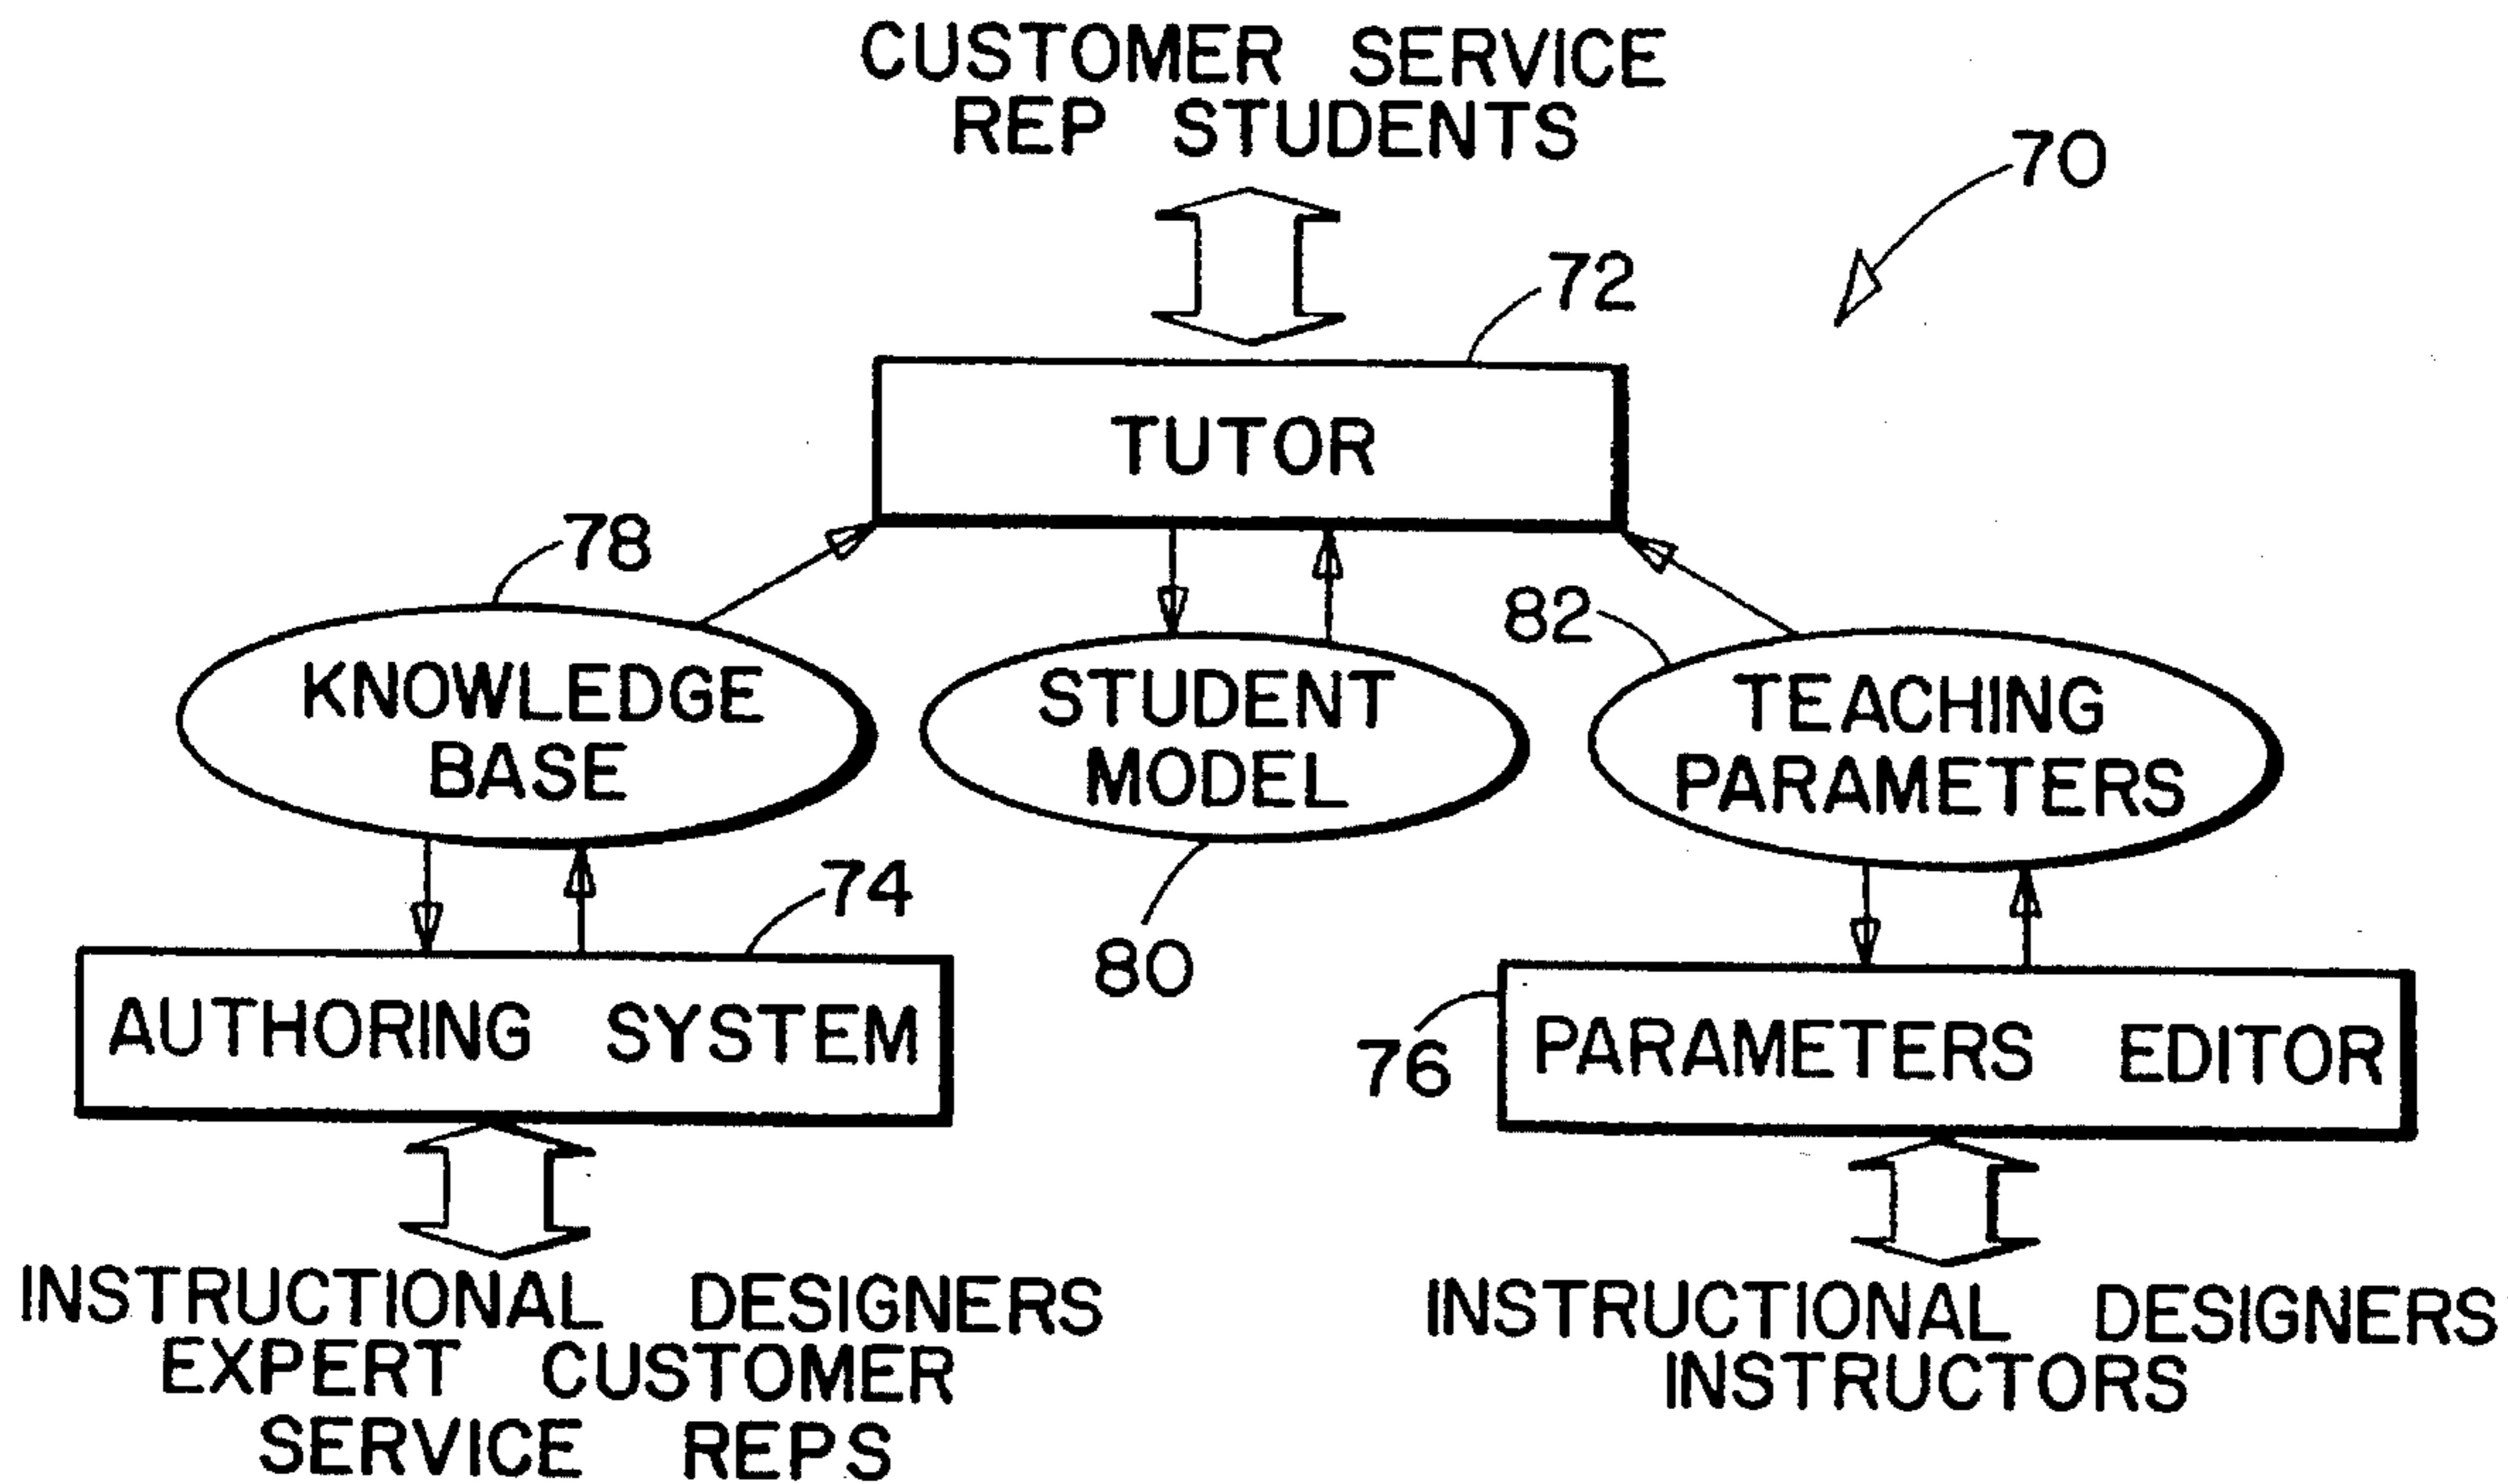 CUSTOMER SERVICE
REP STUDENTS
70
72
TUTOR
78
82
KNOWLEDGE
BASE
STUDENT
MODEL
TEACHING
PARAMETERS
74
80
76
AUTHORING SYSTEM
PARAMETERS EDITOR
INSTRUCTIONAL DESIGNERS
EXPERT CUSTOMER
SERVICE REPS
INSTRUCTIONAL DESIGNERS
INSTRUCTORS